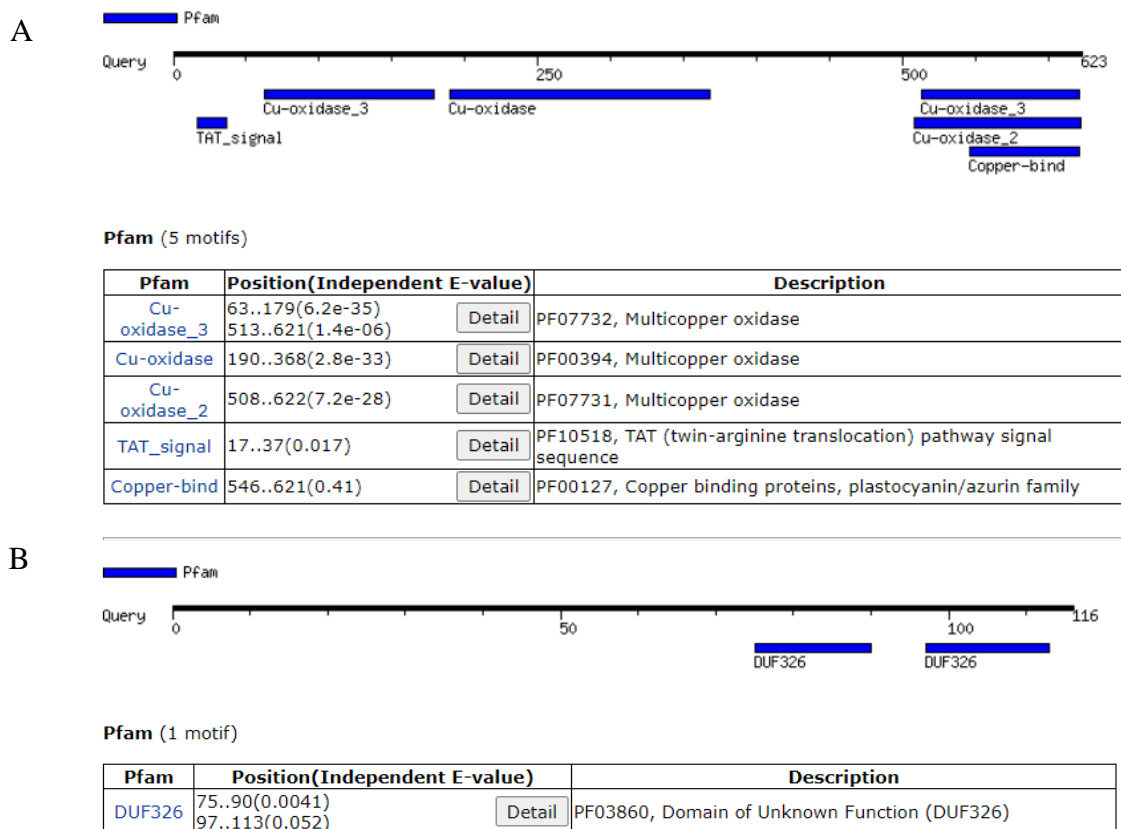 A
Pfam
Query
0 250 500 623
Cu-oxidase_3 Cu-oxidase Cu-oxidase_3
TAT_signal Cu-oxidase_2
Copper-bind
Pfam (5 motifs)
Pfam Position(Independent E-value) Description
Cu-
oxidase_3 63..179(6.2e-35)
513..621(1.4e-06) Detail PF07732, Multicopper oxidase
Cu-oxidase 190..368(2.8e-33) Detail PF00394, Multicopper oxidase
Cu-
oxidase_2 508..622(7.2e-28) Detail PF07731, Multicopper oxidase
TAT_signal 17..37(0.017) Detail PF10518, TAT (twin-arginine translocation) pathway signal
sequence
Copper-bind 546..621(0.41) Detail PF00127, Copper binding proteins, plastocyanin/azurin family
B
Pfam
Query
0 50 100 116
DUF326 DUF326
Pfam (1 motif)
Pfam Position(Independent E-value) Description
DUF326 75..90(0.0041)
97..113(0.052) Detail PF03860, Domain of Unknown Function (DUF326)